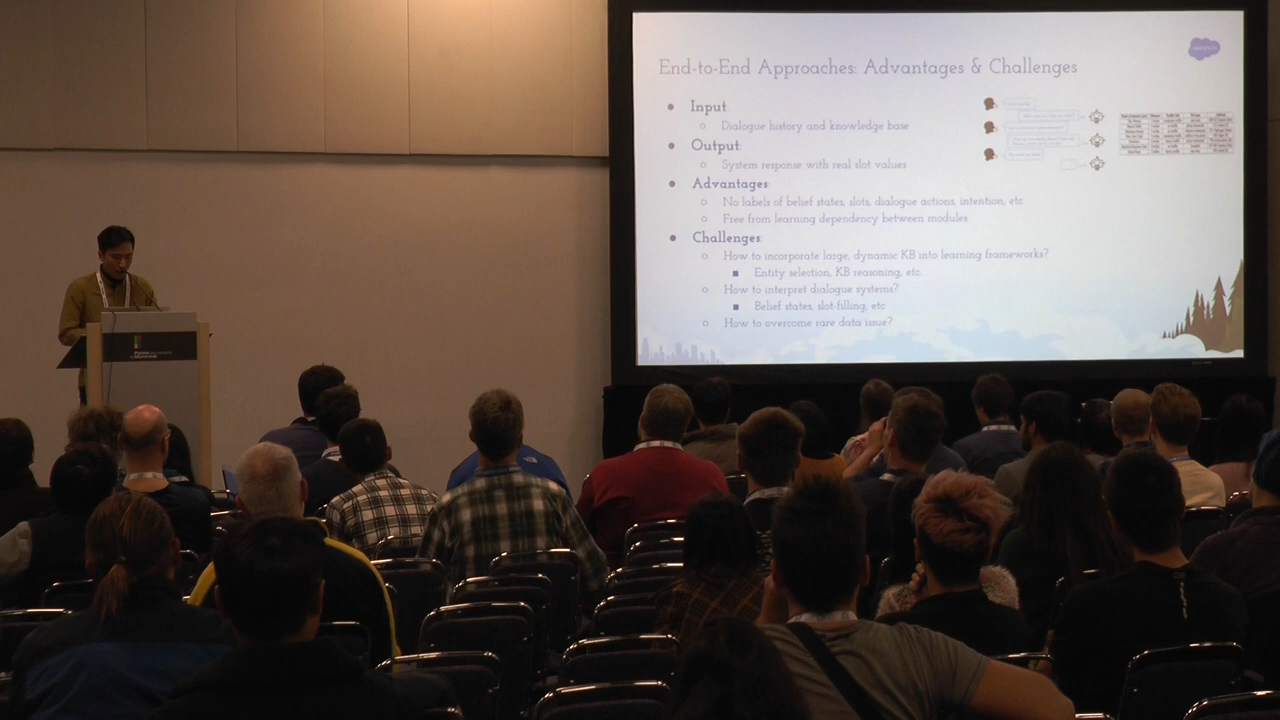 End-to-End Approaches: Advantages & Challenges
● Input:
○ Dialogue history and knowledge base
● Output:
○ System response with real slot values
● Advantages:
○ No labels of belief states, slots, dialogue actions, intention, etc.
○ Free from learning dependency between modules
● Challenges:
○ How to incorporate large, dynamic KB into learning frameworks?
■ Entity selection, KB reasoning, etc.
○ How to interpret dialogue systems?
■ Belief states, slot-filling, etc
○ How to overcome rare data issue?
salesforce
Palais
Montréal